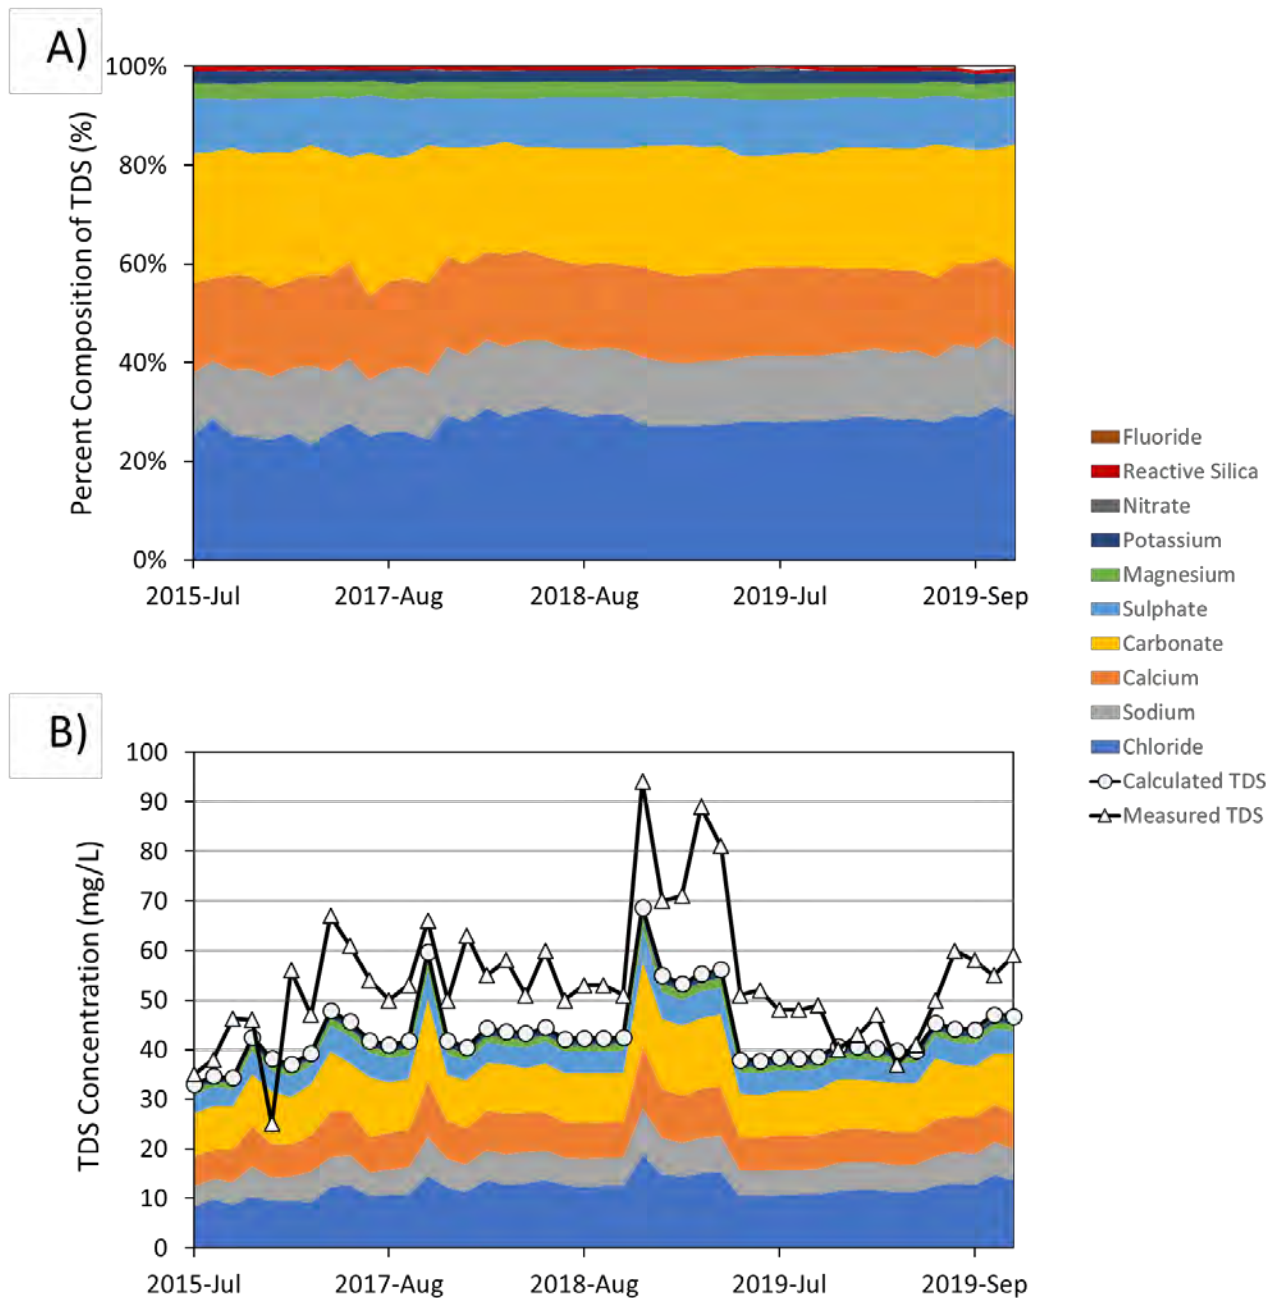 A)
100%
80%
60%
40%
20%
0%
Percent Composition of TDS (%)
2015-Jul
2017-Aug
2018-Aug
2019-Jul
2019-Sep
Fluoride
Reactive Silica
Nitrate
Potassium
Magnesium
Sulphate
Carbonate
Calcium
Sodium
Chloride
Calculated TDS
Measured TDS
B)
100
90
80
70
60
50
40
30
20
10
0
TDS Concentration (mg/L)
2015-Jul
2017-Aug
2018-Aug
2019-Jul
2019-Sep